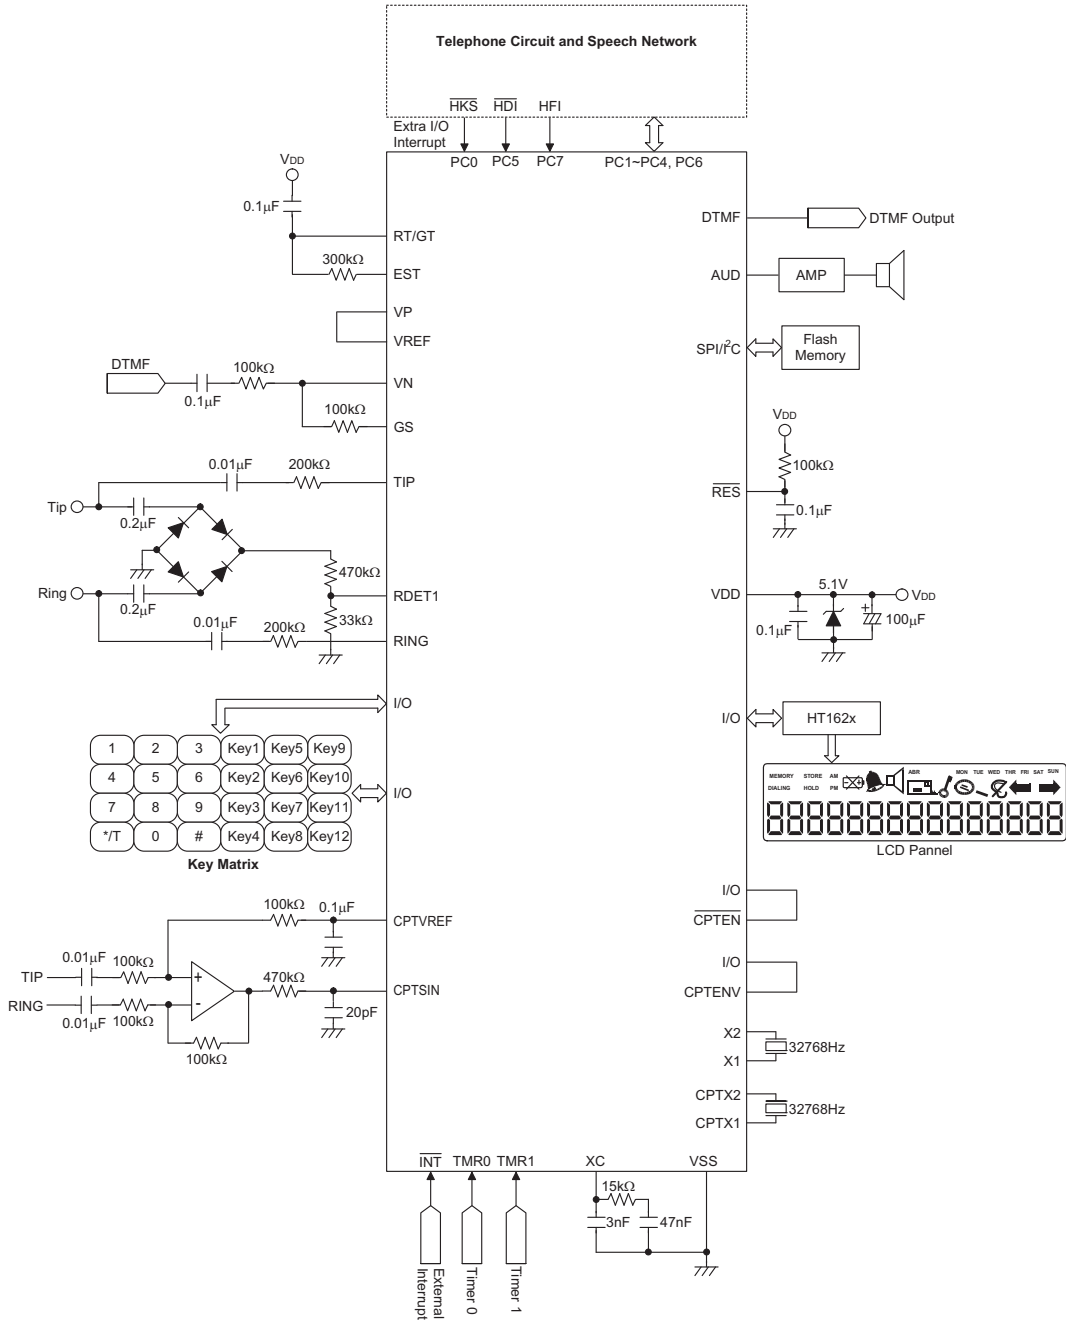 Telephone Circuit and Speech Network
HKS HDI HFI
Extra I/O
Interrupt
PC0 PC5 PC7 PC1~PC4, PC6
VDD
0.1μF
RT/GT
300kΩ
EST
VP
VREF
DTMF
100kΩ
0.1μF
VN
100kΩ
GS
0.01μF
200kΩ
TIP
Tip
0.2μF
470kΩ
RDET1
Ring
0.2μF
33kΩ
0.01μF
200kΩ
RING
I/O
1 2 3 Key1 Key5 Key9
4 5 6 Key2 Key6 Key10
7 8 9 Key3 Key7 Key11
*/T 0 # Key4 Key8 Key12
I/O
Key Matrix
100kΩ
0.1μF
CPTVREF
0.01μF
100kΩ
TIP
+
470kΩ
CPTSIN
RING
-
0.01μF
100kΩ
20pF
100kΩ
DTMF
DTMF Output
AUD
AMP
SPI/I²C
Flash
Memory
VDD
100kΩ
RES
0.1μF
VDD
5.1V
VDD
0.1μF
+
100μF
I/O
HT162x
MEMORY STORE AM ABR MON TUE WED THR FRI SAT SUN
DIALING HOLD PM
LCD Pannel
I/O
CPTEN
I/O
CPTENV
X2
32768Hz
X1
CPTX2
32768Hz
CPTX1
INT TMR0 TMR1 XC VSS
15kΩ
3nF
47nF
External
Interrupt
Timer 0
Timer 1